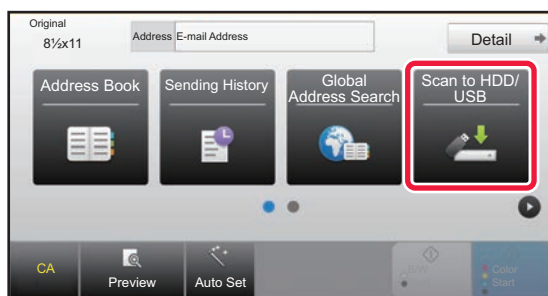 Original
8½x11
Address
E-mail Address
Detail
Address Book
Sending History
Global
Address Search
Scan to HDD/
USB
CA
Preview
Auto Set
B/W
Start
Color
Start